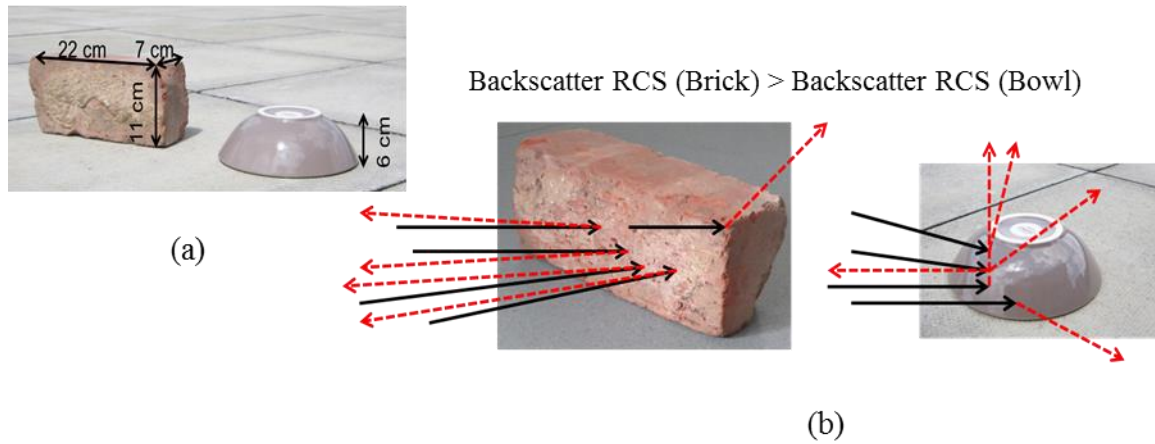 22 cm
7 cm
11 cm
6 cm
(a)
Backscatter RCS (Brick) > Backscatter RCS (Bowl)
(b)